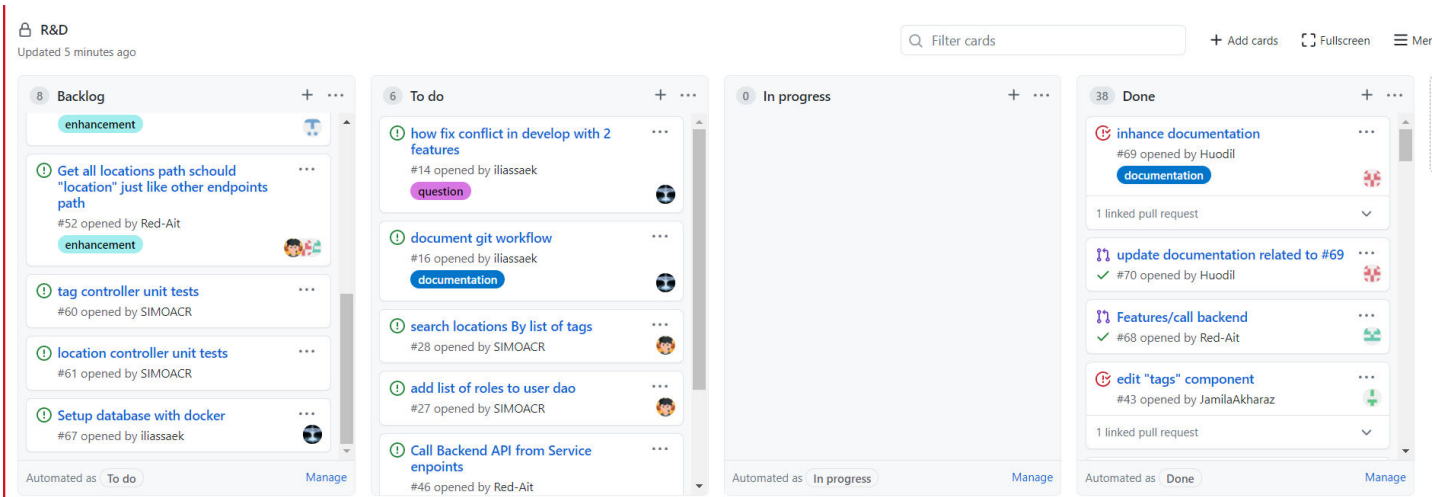 R&D
Updated 5 minutes ago
Filter cards
+ Add cards
Fullscreen
Mer
8 Backlog
enhancement
Get all locations path schould
"location" just like other endpoints
path
#52 opened by Red-Ait
enhancement
tag controller unit tests
#60 opened by SIMOACR
location controller unit tests
#61 opened by SIMOACR
Setup database with docker
#67 opened by iliassaek
Automated as To do
Manage
6 To do
how fix conflict in develop with 2
features
#14 opened by iliassaek
question
document git workflow
#16 opened by iliassaek
documentation
search locations By list of tags
#28 opened by SIMOACR
add list of roles to user dao
#27 opened by SIMOACR
Call Backend API from Service
enpoints
#46 opened by Red-Ait
0 In progress
Automated as In progress
Manage
38 Done
inhance documentation
#69 opened by Huodil
documentation
1 linked pull request
update documentation related to #69
#70 opened by Huodil
Features/call backend
#68 opened by Red-Ait
edit "tags" component
#43 opened by JamilaAkharaz
1 linked pull request
Automated as Done
Manage